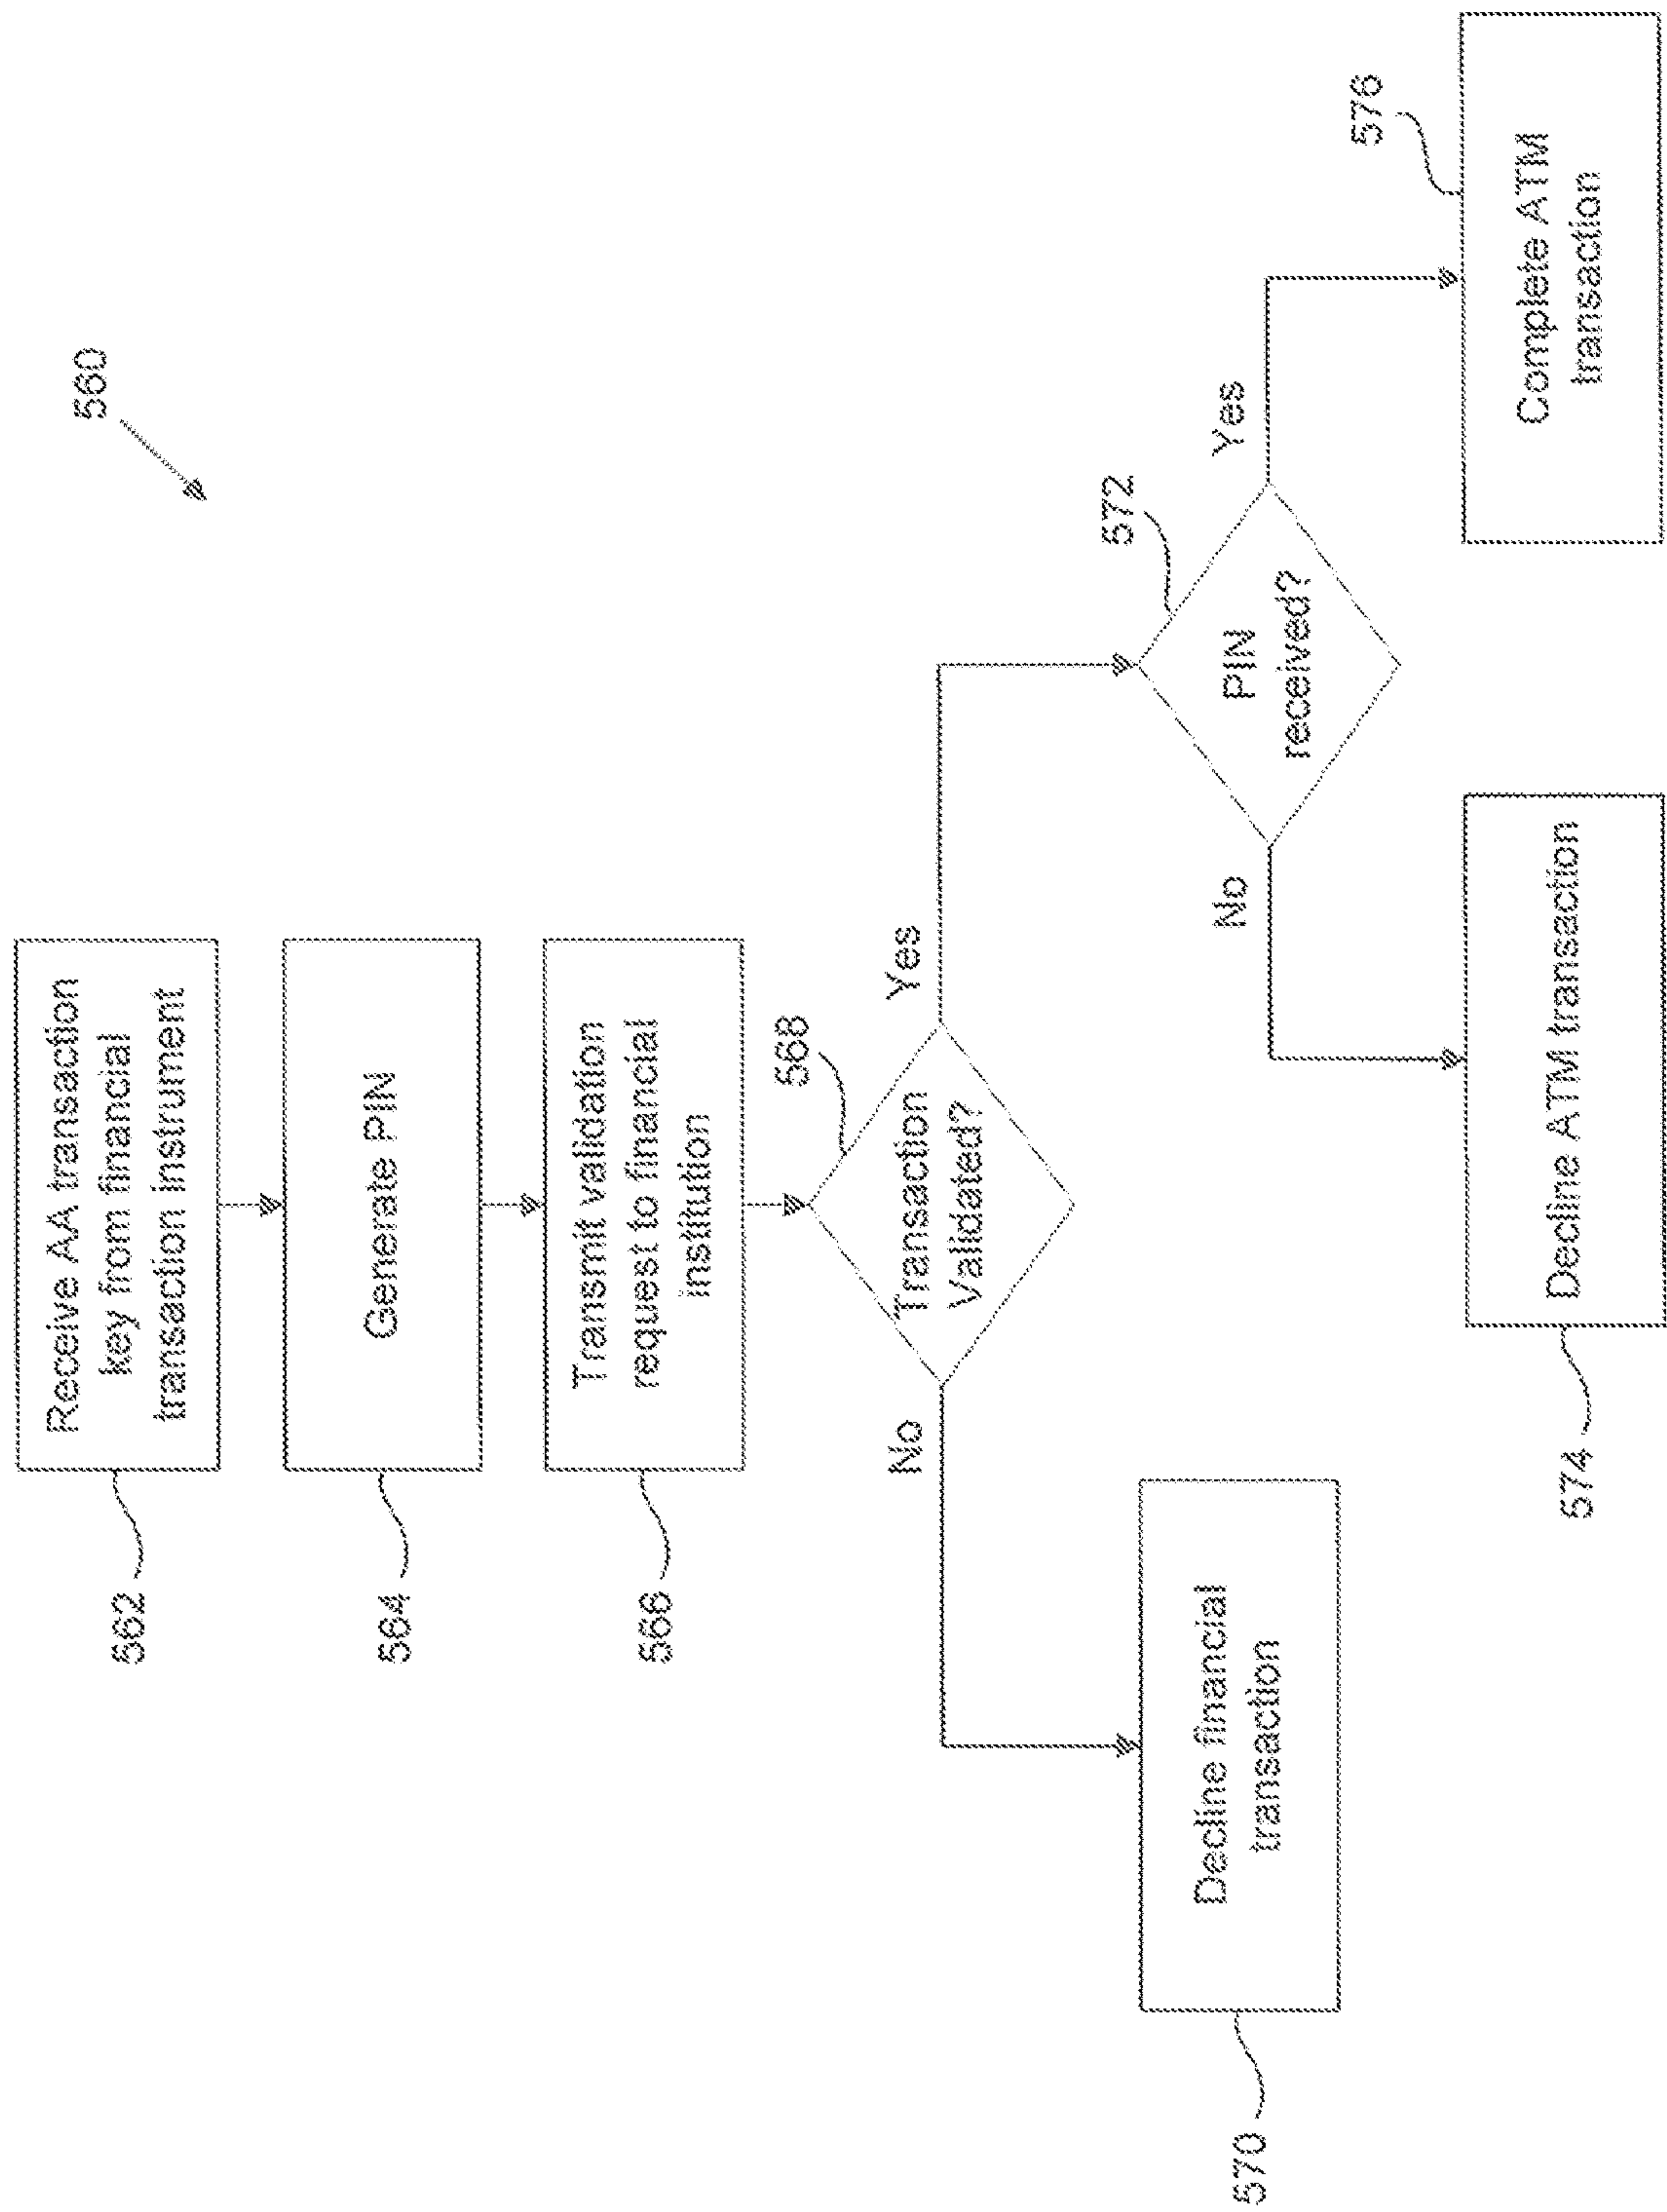 560
562
Receive AA transaction
key from financial
transaction instrument
564
Generate PIN
566
Transmit validation
request to financial
institution
568
Transaction
Validated?
No
Yes
570
Decline financial
transaction
572
PIN
received?
No
Yes
574
Decline ATM transaction
576
Complete ATM
transaction